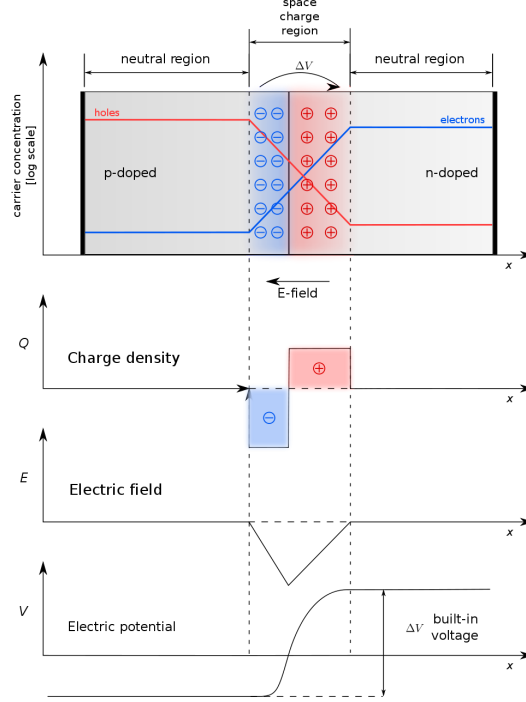 space
charge
region
neutral region
neutral region
ΔV
carrier concentration
[log scale]
holes
electrons
p-doped
n-doped
x
E-field
Q
Charge density
x
E
Electric field
x
V
Electric potential
ΔV
built-in
voltage
x